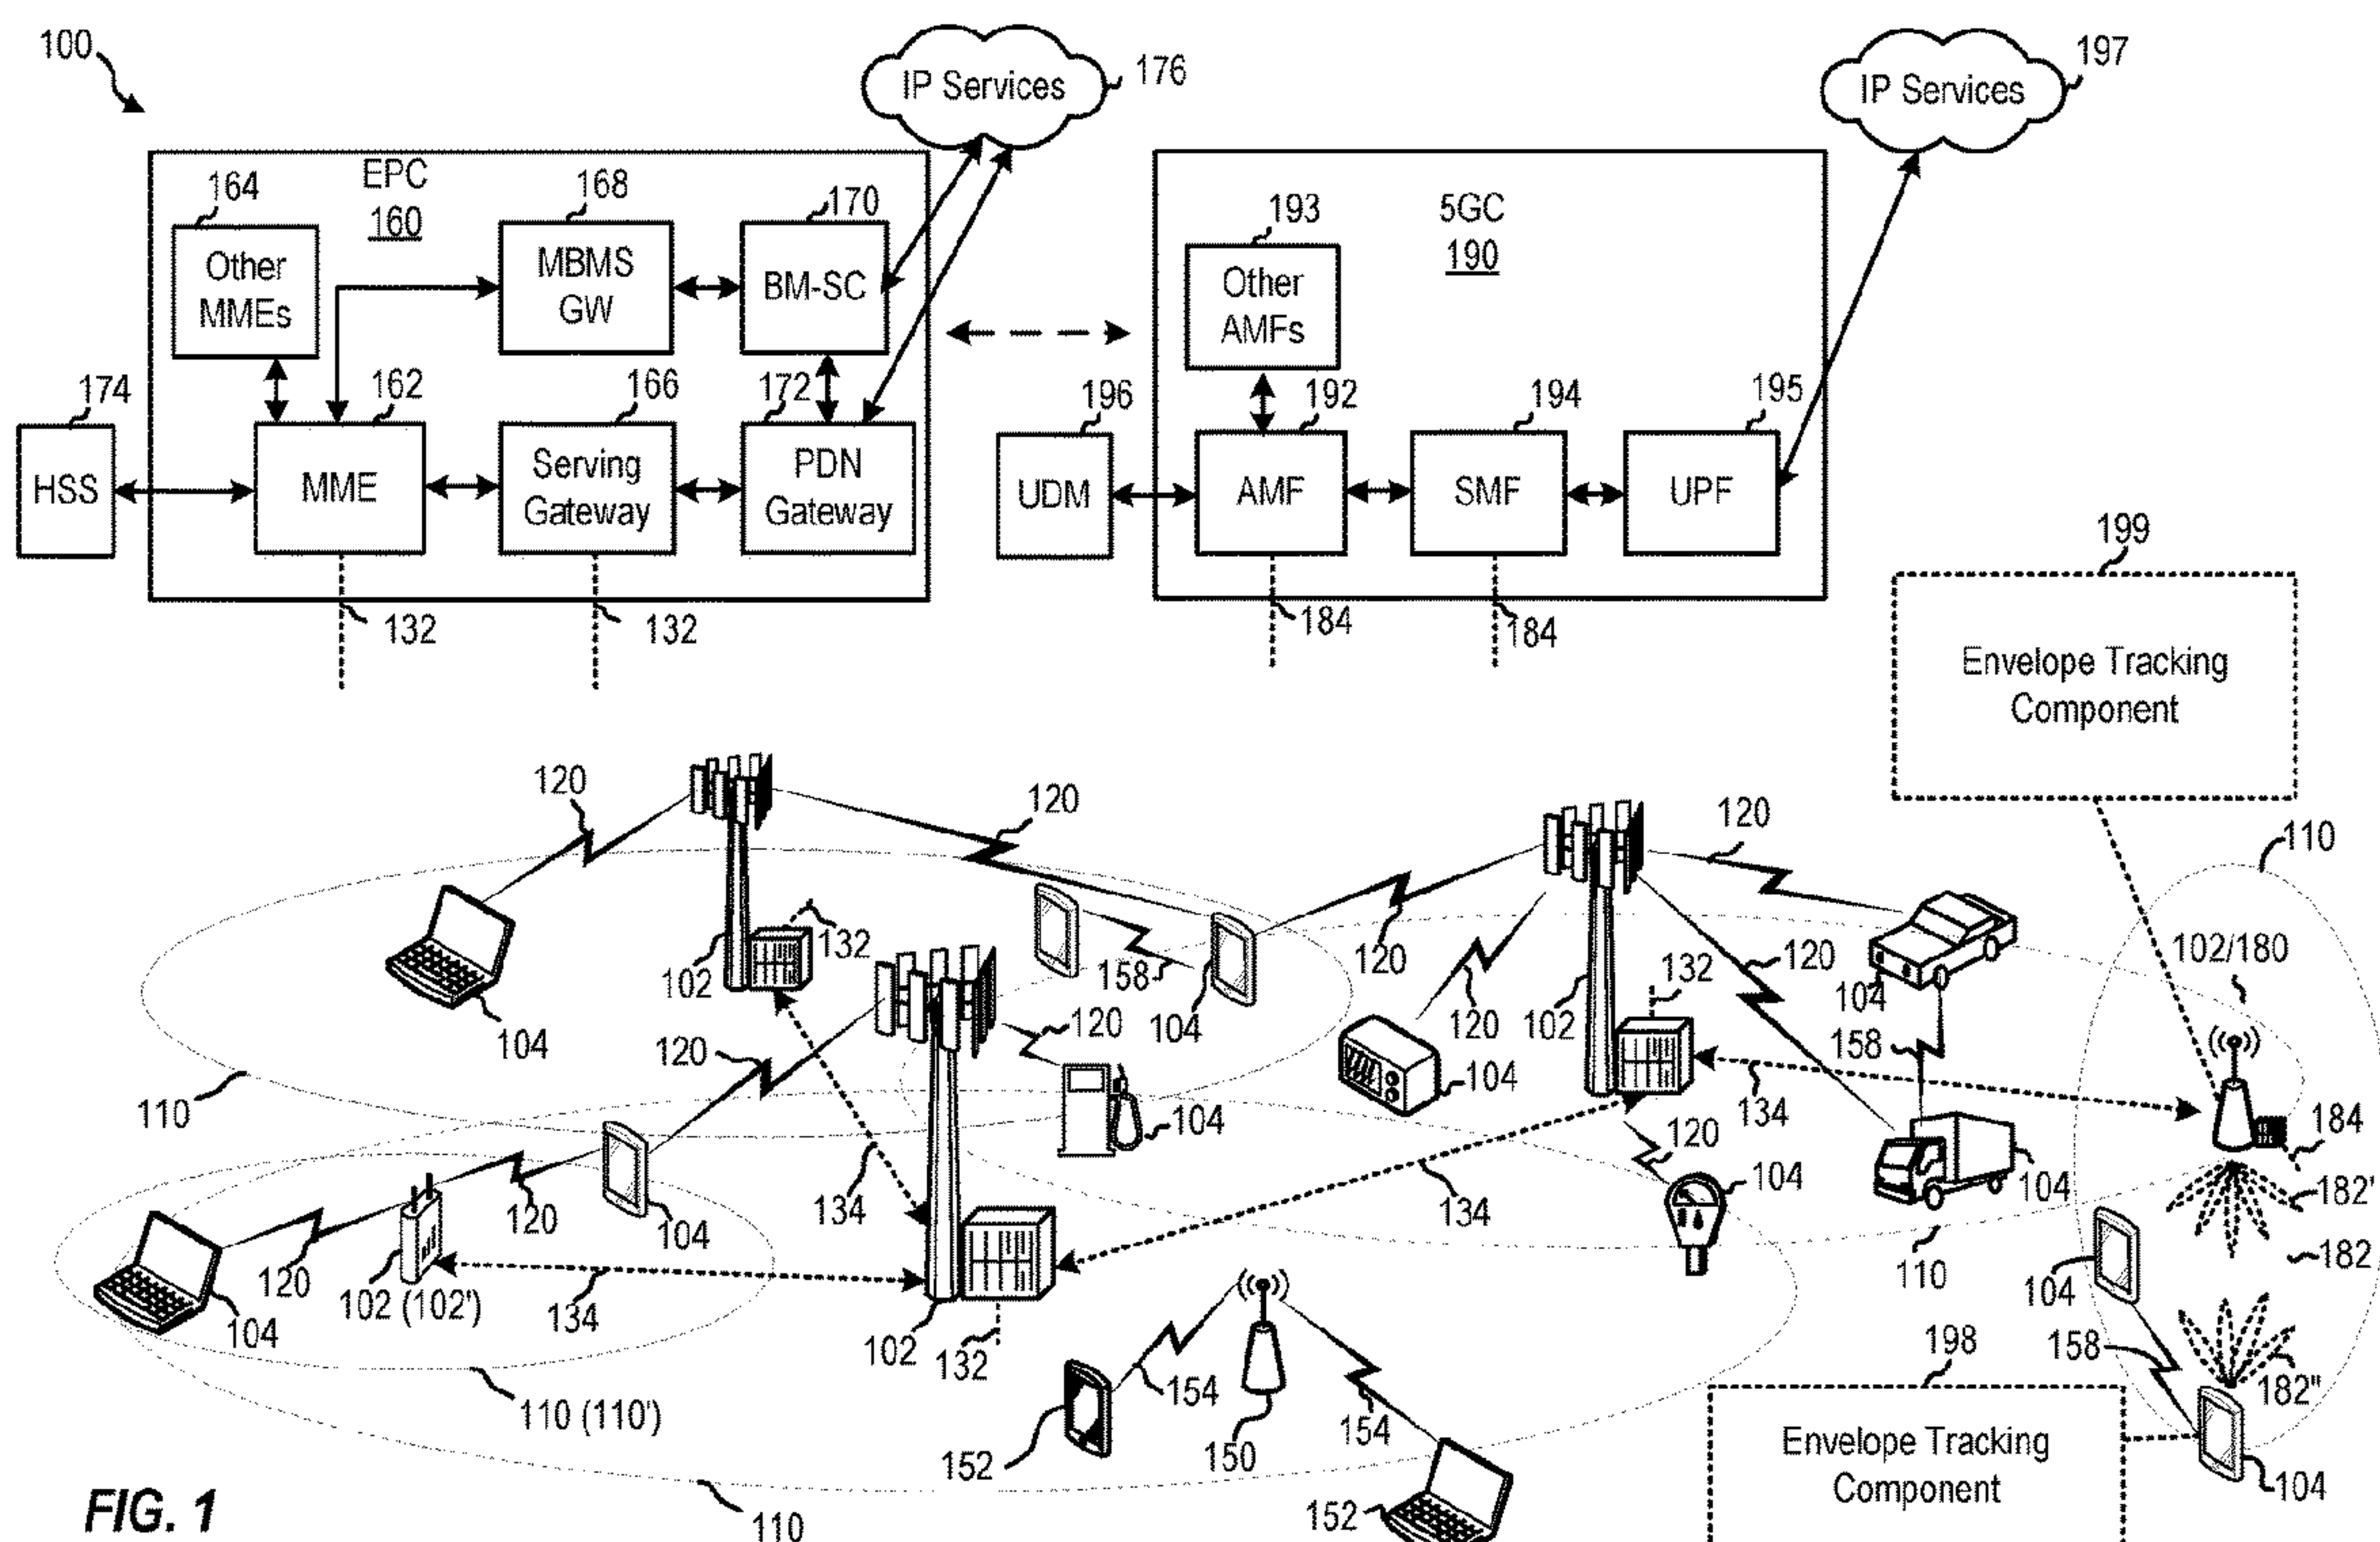 100
IP Services
176
IP Services
197
EPC
160
164
Other
MMEs
168
MBMS
GW
170
BM-SC
5GC
190
193
Other
AMFs
174
HSS
162
MME
166
Serving
Gateway
172
PDN
Gateway
196
UDM
192
AMF
194
SMF
195
UPF
132
132
184
184
199
Envelope Tracking
Component
120
120
120
110
132
102
104
158
104
120
120
120
104
132
102
102/180
120
120
104
104
158
134
184
110
134
134
120
104
104
182'
120
120
104
102 (102')
134
104
102
132
110
182
104
158
182"
110 (110')
154
154
152
150
152
198
Envelope Tracking
Component
104
110
FIG. 1